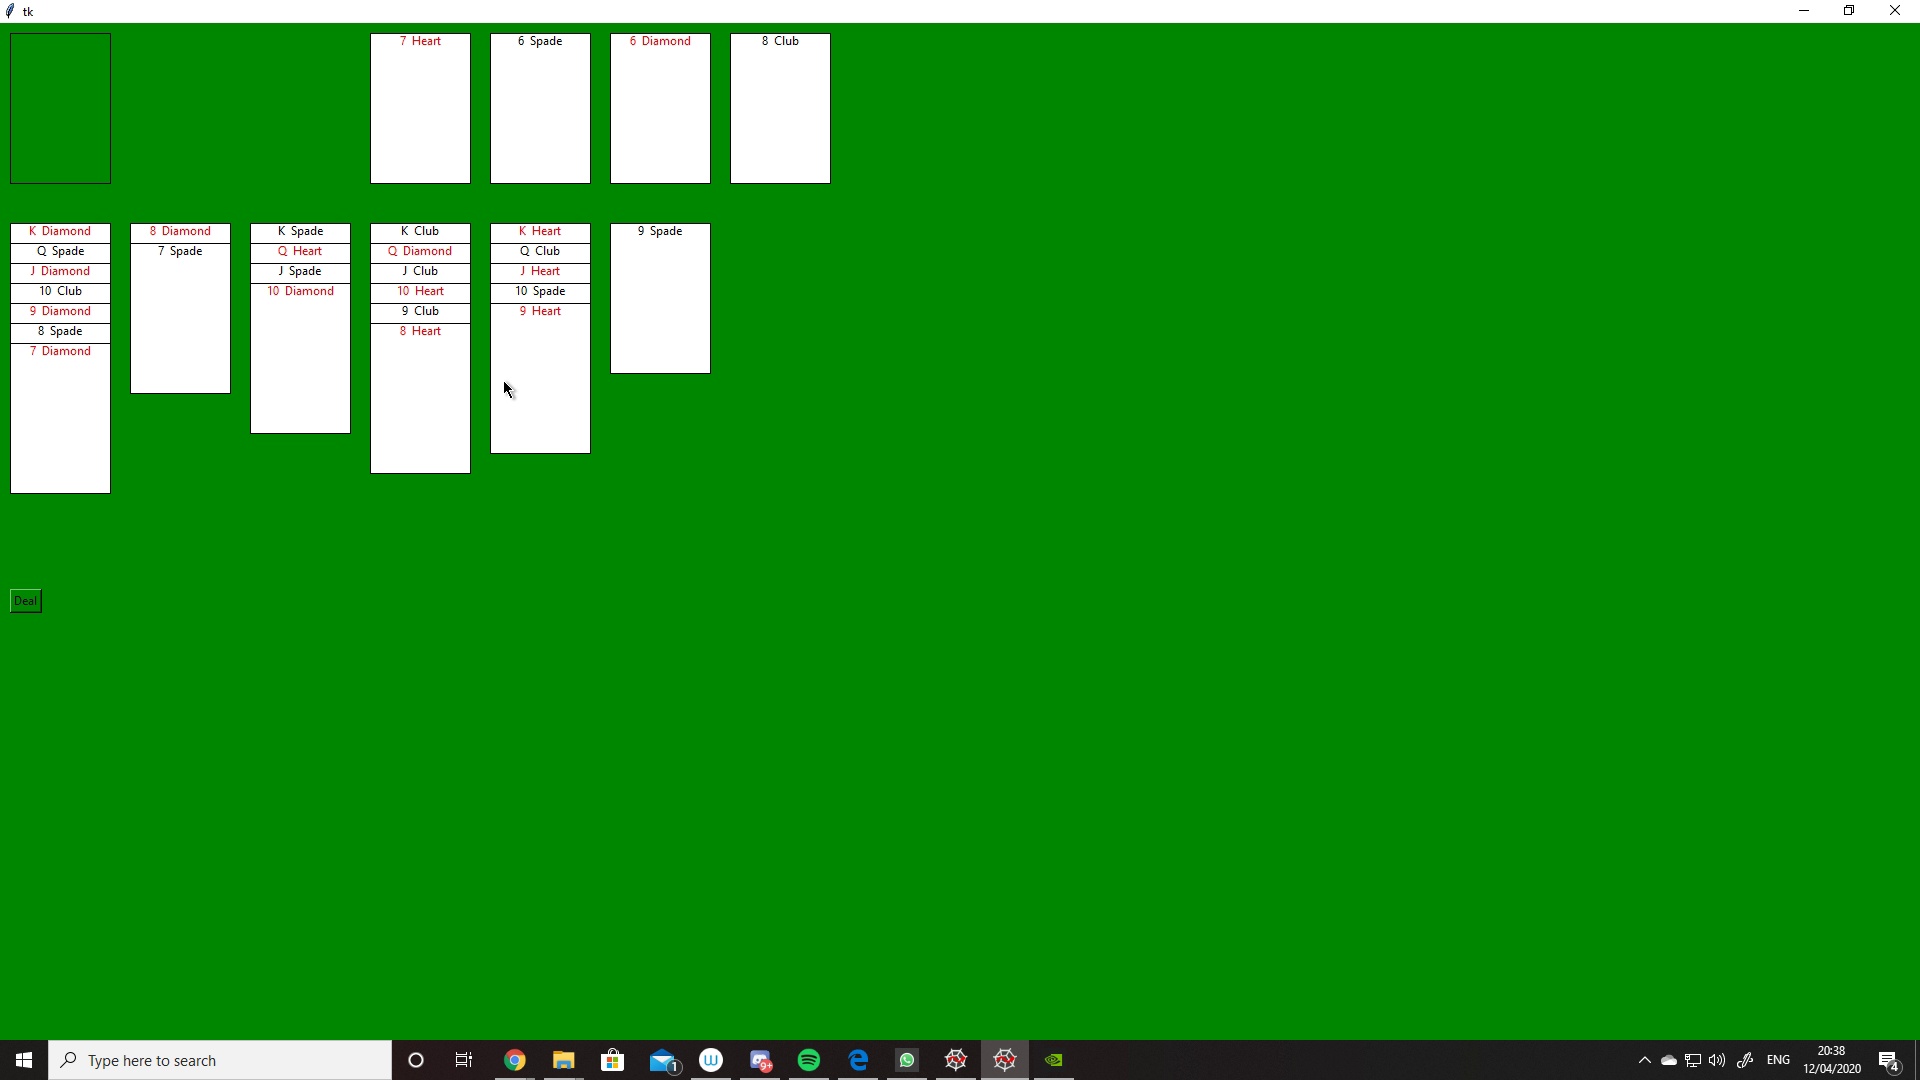 tk
7 Heart
6 Spade
6 Diamond
8 Club
K Diamond
Q Spade
J Diamond
10 Club
9 Diamond
8 Spade
7 Diamond
8 Diamond
7 Spade
K Spade
Q Heart
J Spade
10 Diamond
K Club
Q Diamond
J Club
10 Heart
9 Club
8 Heart
K Heart
Q Club
J Heart
10 Spade
9 Heart
9 Spade
Deal
Type here to search
1
W
9+
ENG
20:38
12/04/2020
4